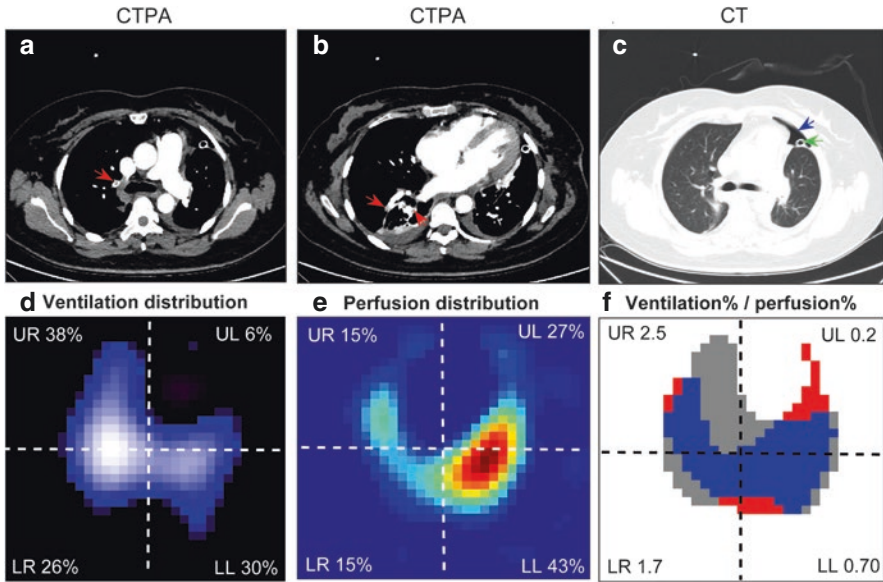 CTPA
CTPA
CT
a
b
c
d Ventilation distribution
UR 38%
UL 6%
LR 26%
LL 30%
e Perfusion distribution
UR 15%
UL 27%
LR 15%
LL 43%
f Ventilation% / perfusion%
UR 2.5
UL 0.2
LR 1.7
LL 0.70